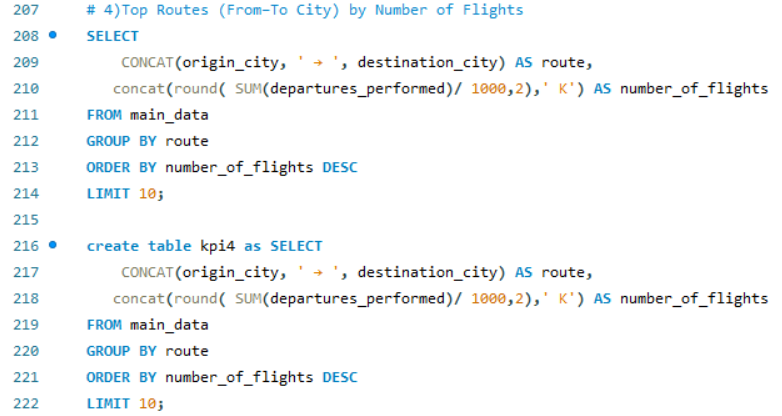 207 # 4)Top Routes (From–To City) by Number of Flights
208 SELECT
209 CONCAT(origin_city, ' → ', destination_city) AS route,
210 concat(round( SUM(departures_performed)/ 1000,2),' K') AS number_of_flights
211 FROM main_data
212 GROUP BY route
213 ORDER BY number_of_flights DESC
214 LIMIT 10;
215
216 create table kpi4 as SELECT
217 CONCAT(origin_city, ' → ', destination_city) AS route,
218 concat(round( SUM(departures_performed)/ 1000,2),' K') AS number_of_flights
219 FROM main_data
220 GROUP BY route
221 ORDER BY number_of_flights DESC
222 LIMIT 10;